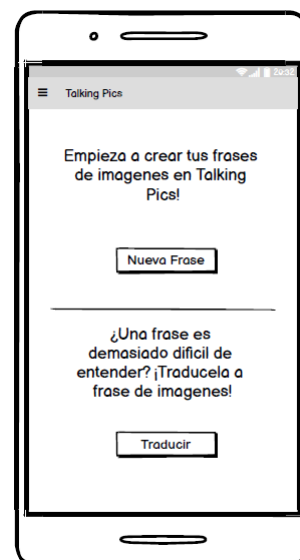 20:32
Talking Pics
Empieza a crear tus frases
de imagenes en Talking
Pics!
Nueva Frase
¿Una frase es
demasiado dificil de
entender? ¡Traducela a
frase de imagenes!
Traducir